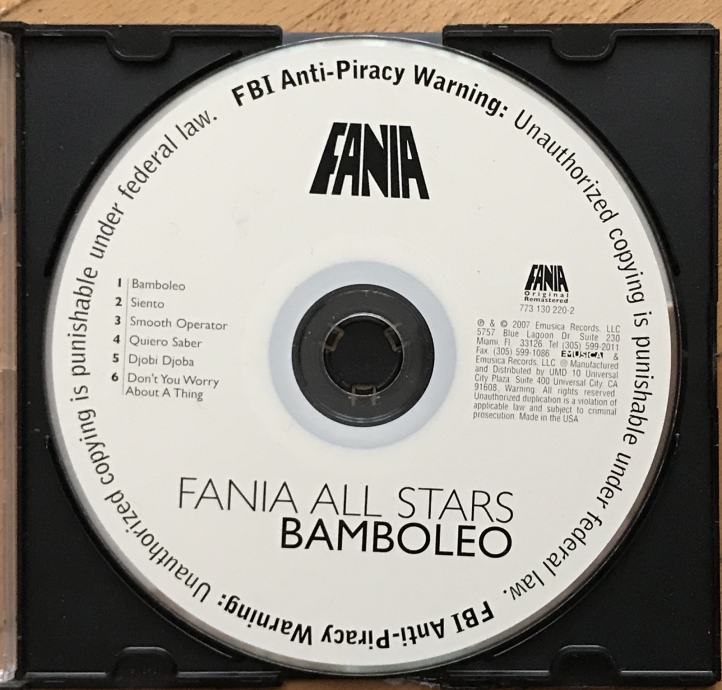 FBI Anti-Piracy Warning: Unauthorized copying is punishable under federal law.
FANIA
1 Bamboleo
2 Siento
3 Smooth Operator
4 Quiero Saber
5 Djobi Djoba
6 Don't You Worry
About A Thing
FANIA
Original
Remastered
773 130 220-2
℗ & © 2007 Emusica Records. LLC
5757 Blue Lagoon Dr Suite 230
Miami, Fl 33126 Tel (305) 599-2011
Fax. (305) 599-1086 EMUSICA &
Emusica Records. LLC ® Manufactured
and Distributed by UMD 10 Universal
City Plaza. Suite 400 Universal City. CA
91608. Warning. All rights reserved.
Unauthorized duplication is a violation of
applicable law and subject to criminal
prosecution. Made in the USA
FANIA ALL STARS
BAMBOLEO
FBI Anti-Piracy Warning: Unauthorized copying is punishable under federal law.